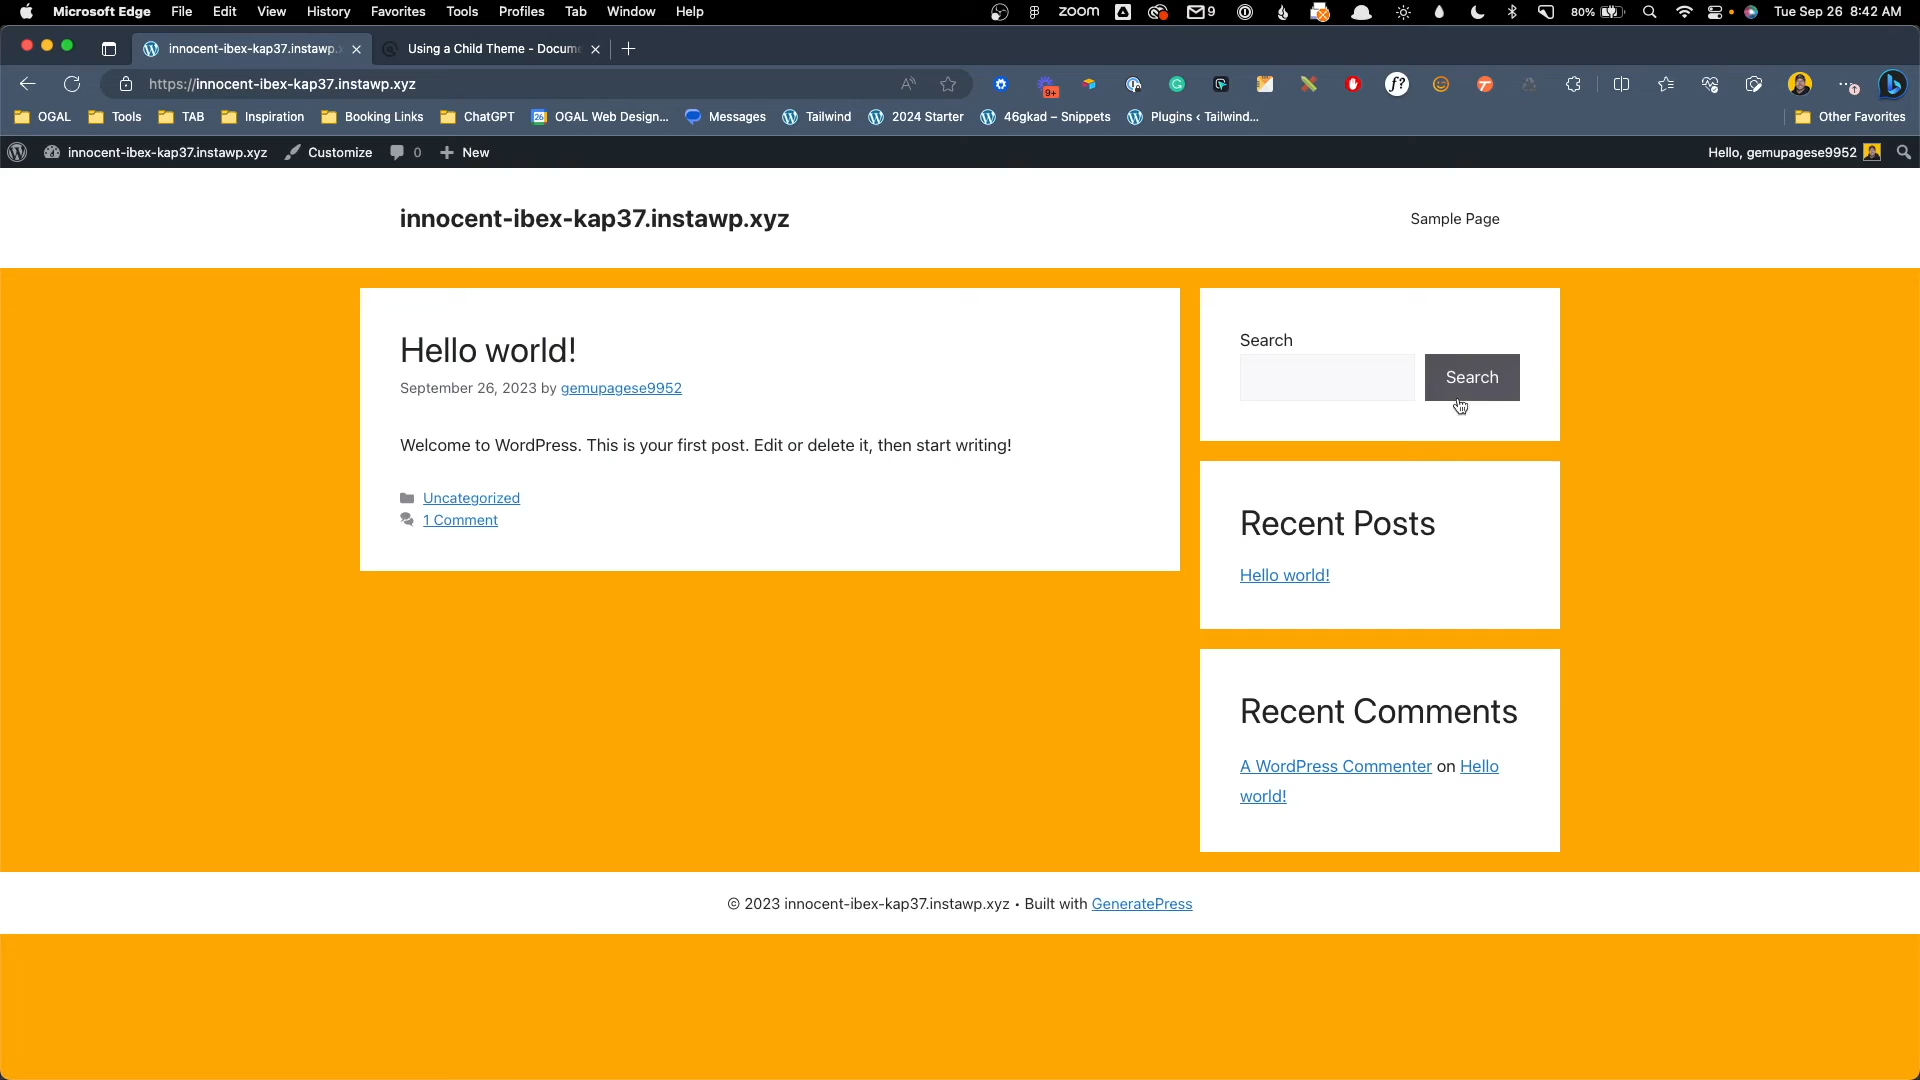 Microsoft Edge File Edit View History Favorites Tools Profiles Tab Window Help zoom 9 80% Tue Sep 26 8:42 AM
innocent-ibex-kap37.instawp.x Using a Child Theme - Docum
https://innocent-ibex-kap37.instawp.xyz 9+ f?
OGAL Tools TAB Inspiration Booking Links ChatGPT 26 OGAL Web Design... Messages Tailwind 2024 Starter 46gkad – Snippets Plugins ‹ Tailwind... Other Favorites
innocent-ibex-kap37.instawp.xyz Customize 0 New Hello, gemupagese9952
innocent-ibex-kap37.instawp.xyz Sample Page
Hello world!
September 26, 2023 by gemupagese9952
Welcome to WordPress. This is your first post. Edit or delete it, then start writing!
Uncategorized
1 Comment
Search
Search
Recent Posts
Hello world!
Recent Comments
A WordPress Commenter on Hello
world!
© 2023 innocent-ibex-kap37.instawp.xyz • Built with GeneratePress